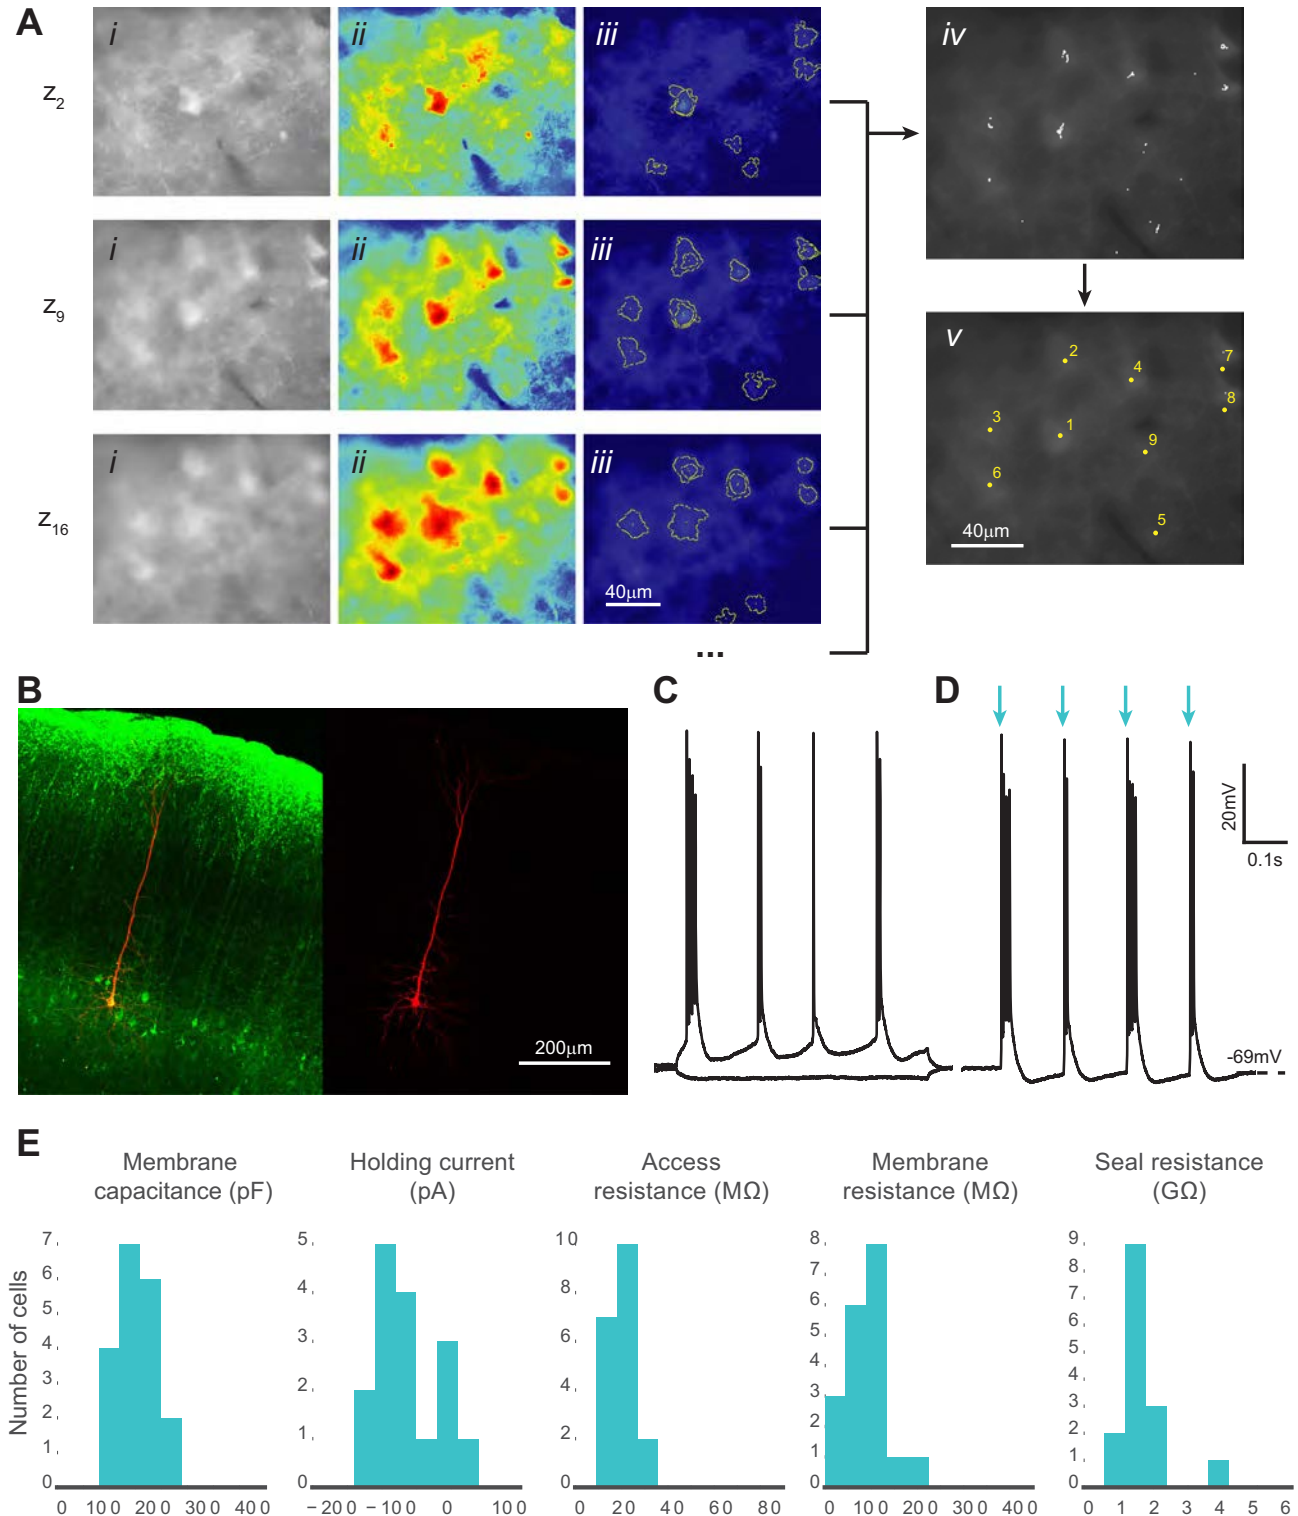 A
i
ii
iii
iv
z2
i
ii
iii
v
z9
2
4
7
8
3
1
9
6
5
40µm
i
ii
iii
z16
40µm
...
B
C
D
20mV
0.1s
200µm
-69mV
E
Membrane
capacitance (pF)
Holding current
(pA)
Access
resistance (MΩ)
Membrane
resistance (MΩ)
Seal resistance
(GΩ)
Number of cells
7
6
5
4
3
2
1
0
0 100 200 300 400
5
4
3
2
1
0
−200 −100 0 100
10
8
6
4
2
0
0 20 40 60 80
8
7
6
5
4
3
2
1
0
0 100 200 300 400
9
8
7
6
5
4
3
2
1
0
0 1 2 3 4 5 6